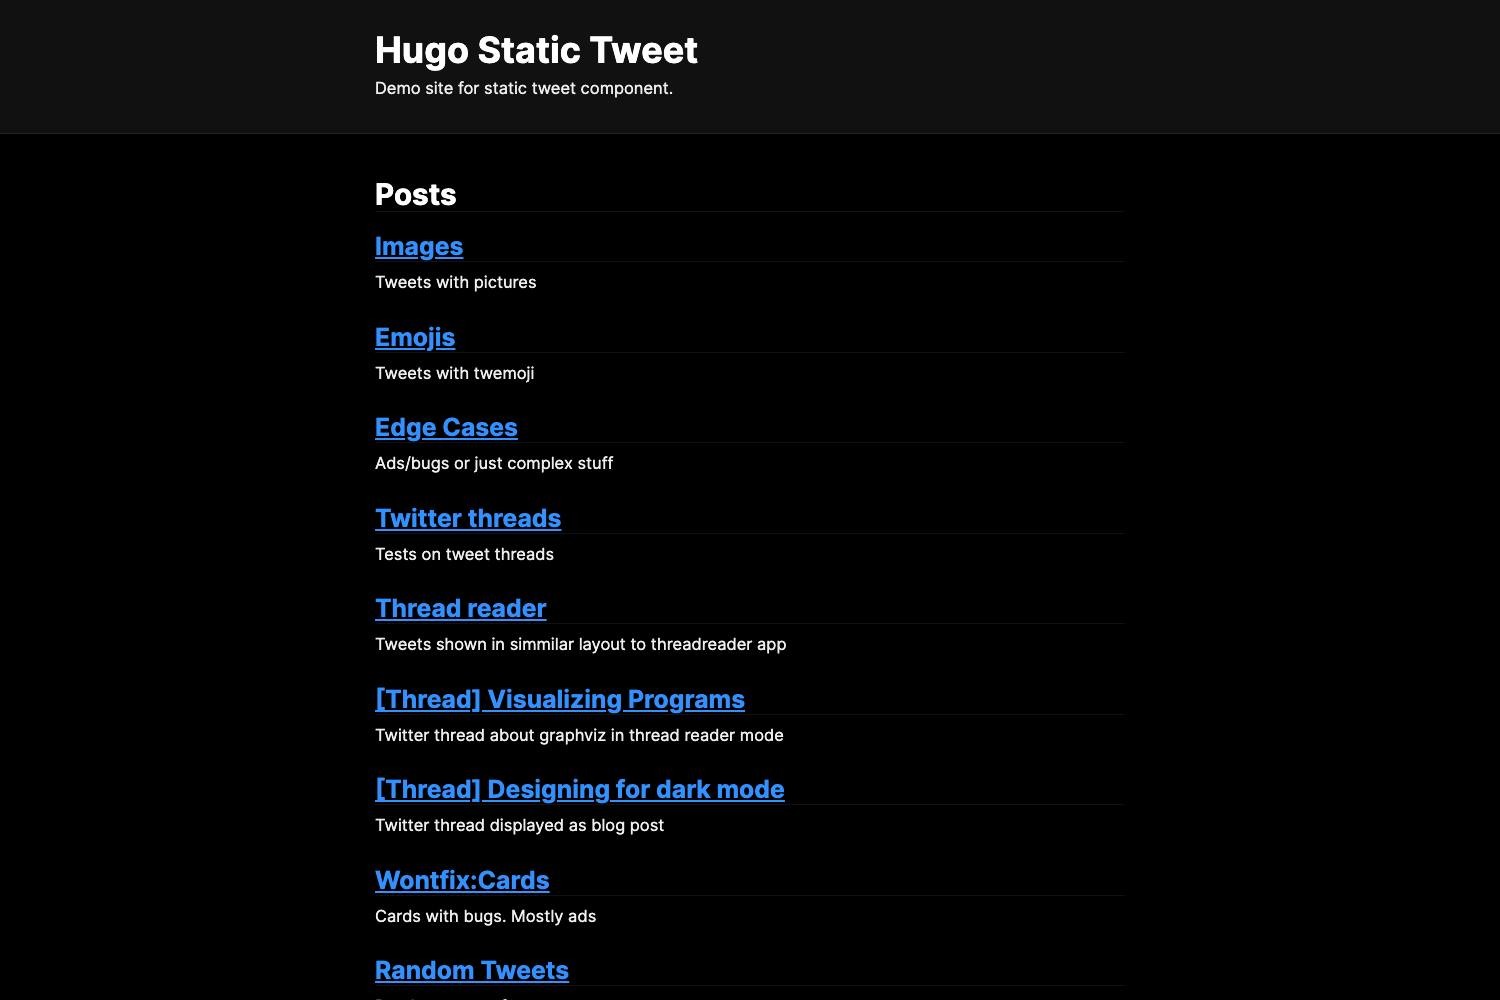 Hugo Static Tweet
Demo site for static tweet component.
Posts
Images
Tweets with pictures
Emojis
Tweets with twemoji
Edge Cases
Ads/bugs or just complex stuff
Twitter threads
Tests on tweet threads
Thread reader
Tweets shown in simmilar layout to threadreader app
[Thread] Visualizing Programs
Twitter thread about graphviz in thread reader mode
[Thread] Designing for dark mode
Twitter thread displayed as blog post
Wontfix:Cards
Cards with bugs. Mostly ads
Random Tweets